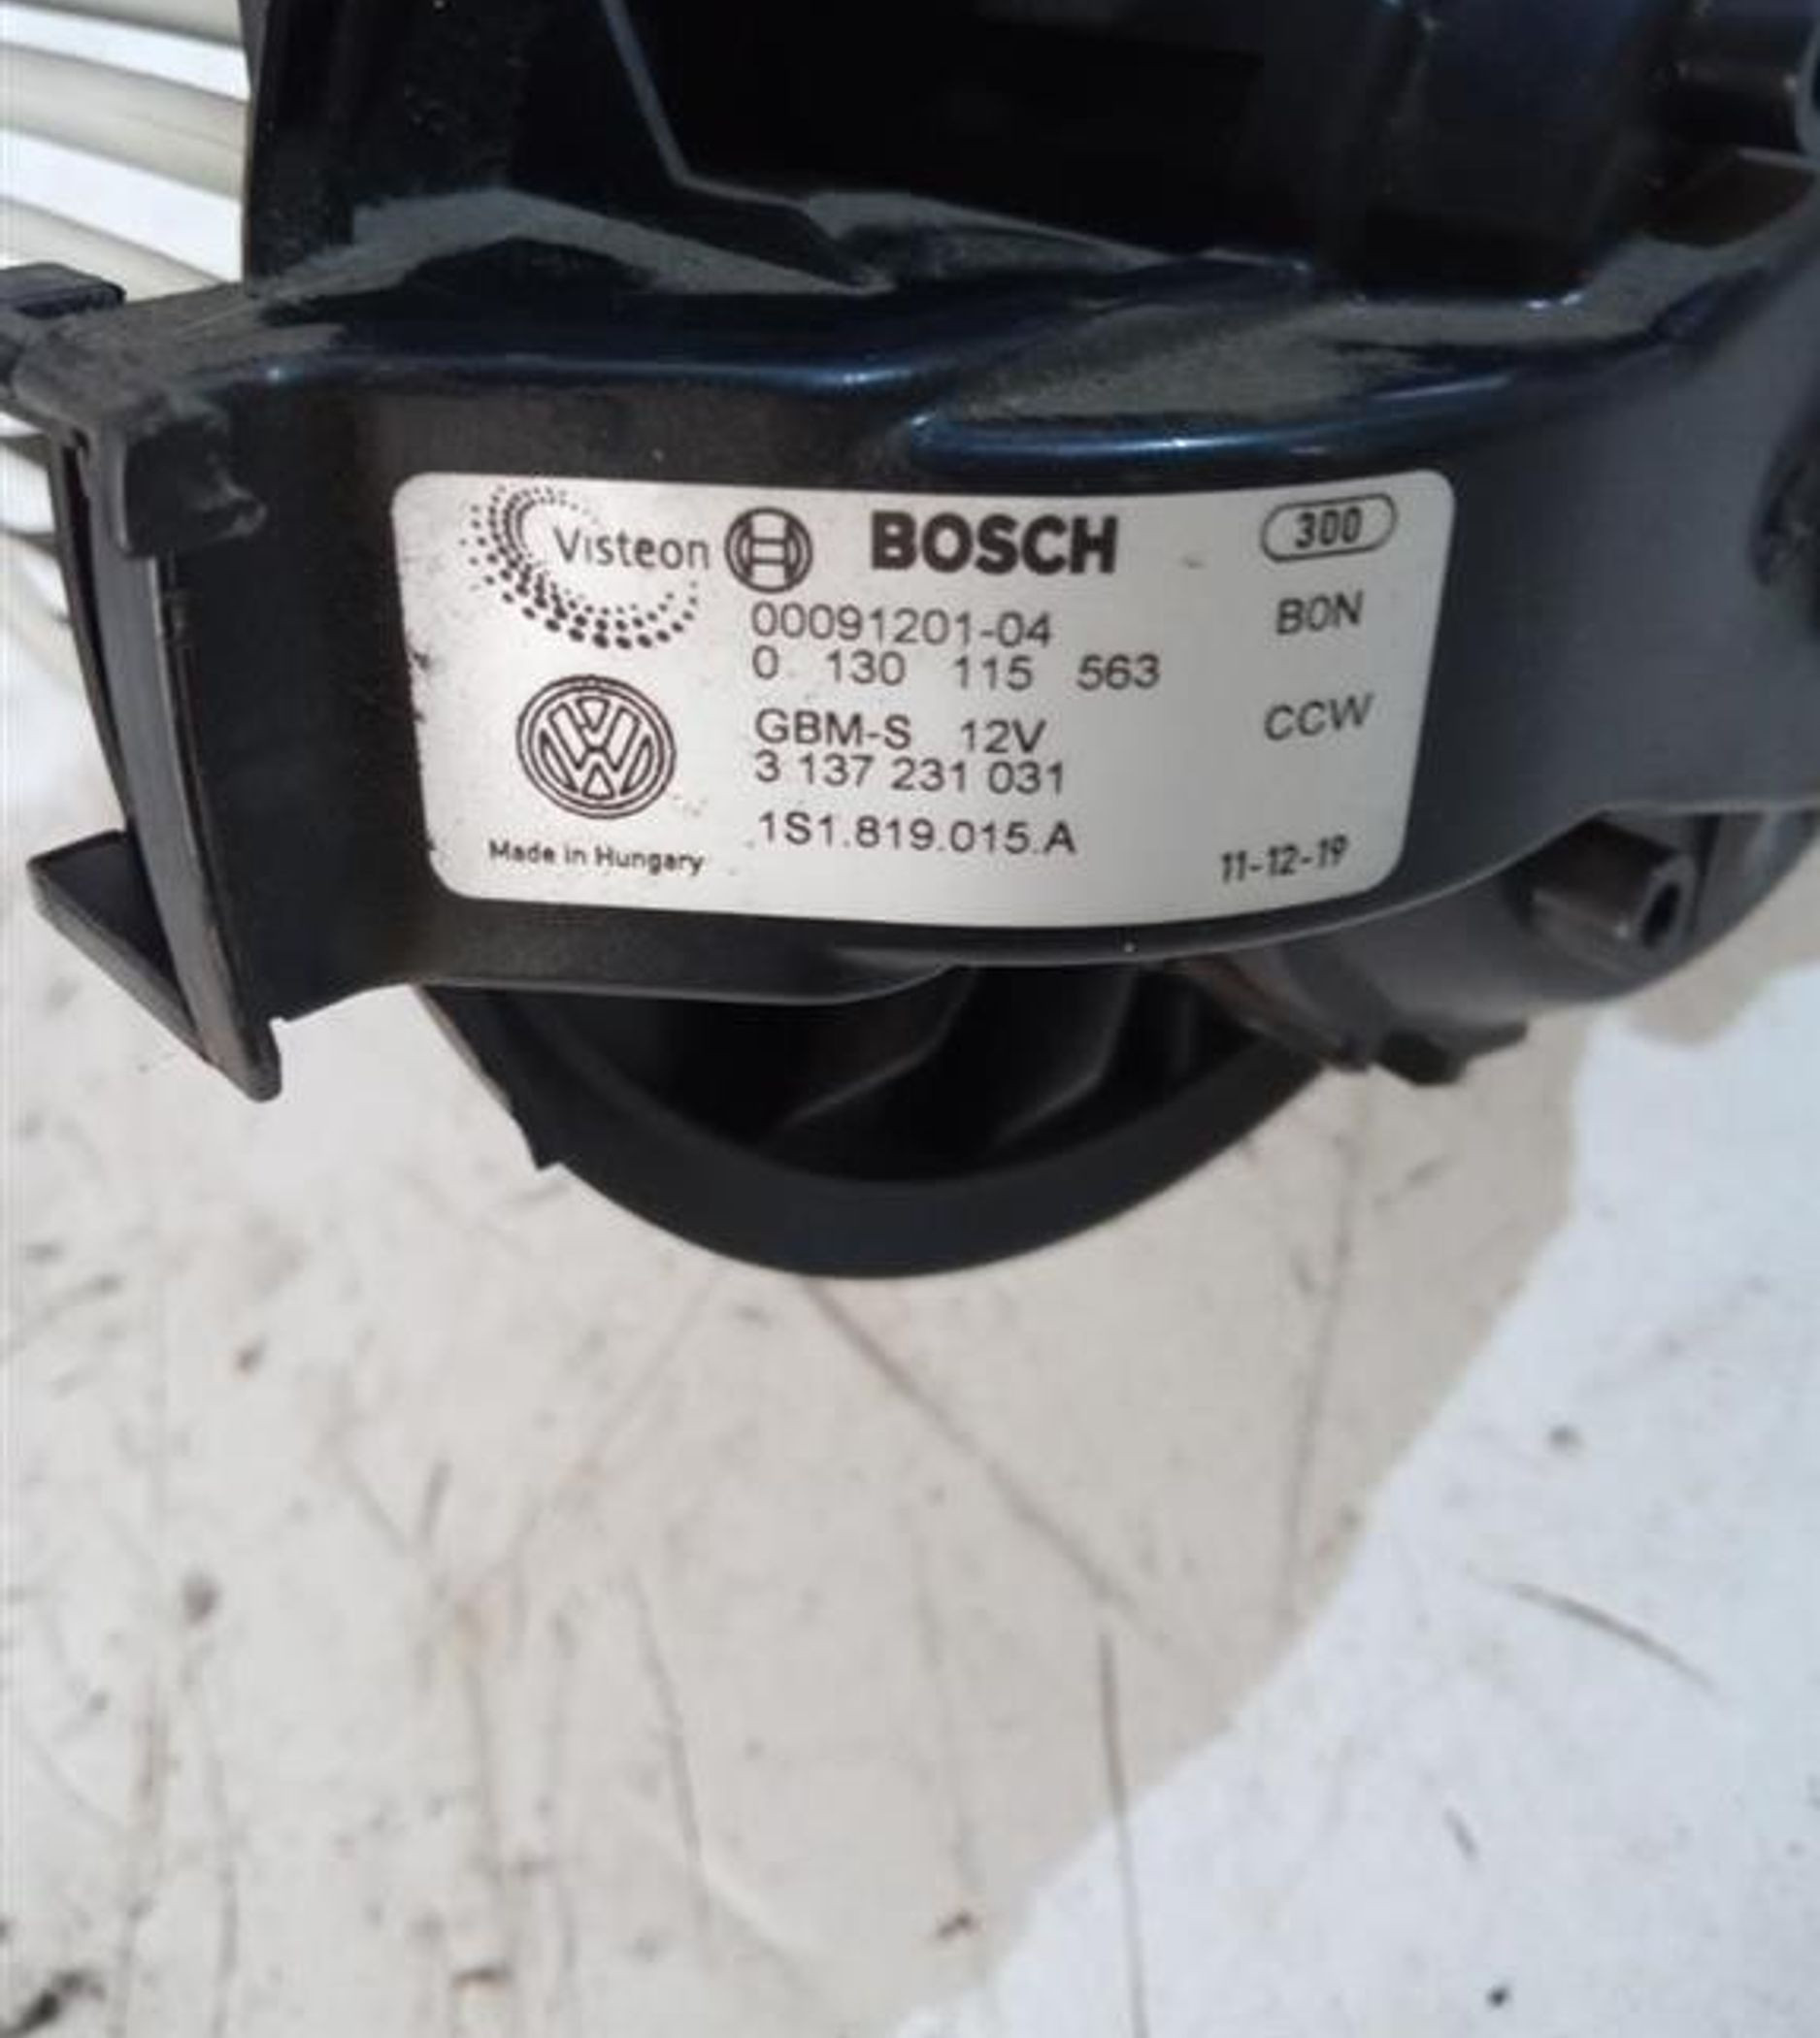 Visteon BOSCH 300
00091201-04 BON
0 130 115 563
GBM-S 12V CCW
3 137 231 031
1S1.819.015.A
Made in Hungary 11-12-19